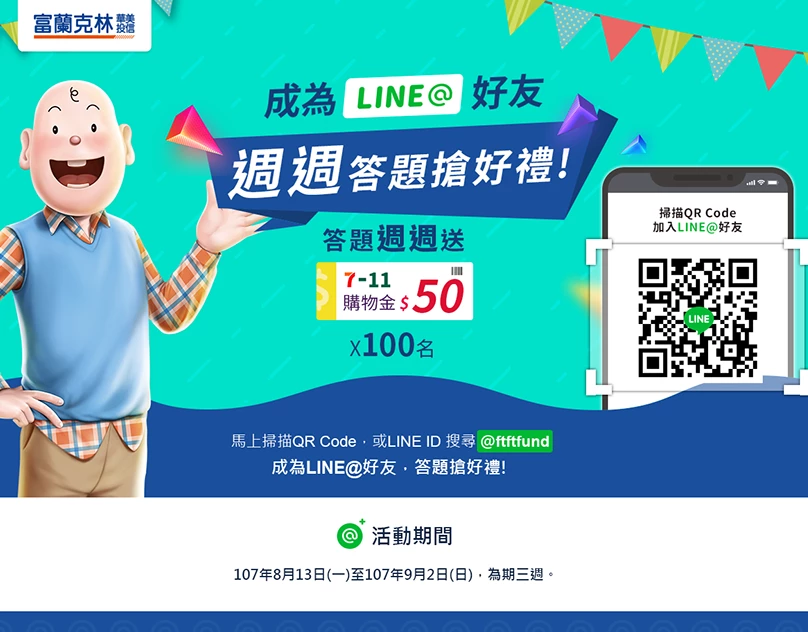 富蘭克林 華美投信
成為 LINE@ 好友
週週答題搶好禮!
答題週週送
7-11
購物金 $50
X100名
掃描QR Code
加入LINE@好友
LINE
馬上掃描QR Code，或LINE ID 搜尋 @ftftfund
成為LINE@好友，答題搶好禮!
@ 活動期間
107年8月13日(一)至107年9月2日(日)，為期三週。